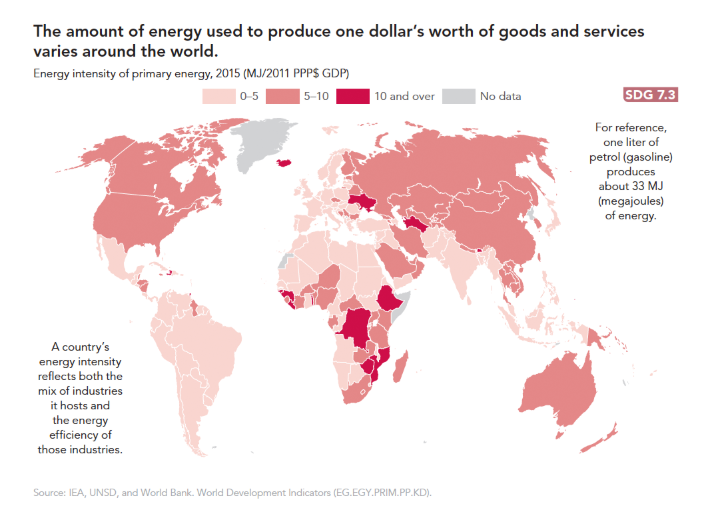 The amount of energy used to produce one dollar’s worth of goods and services
varies around the world.
Energy intensity of primary energy, 2015 (MJ/2011 PPP$ GDP)
0–5
5–10
10 and over
No data
SDG 7.3
For reference,
one liter of
petrol (gasoline)
produces
about 33 MJ
(megajoules)
of energy.
A country’s
energy intensity
reflects both the
mix of industries
it hosts and
the energy
efficiency of
those industries.
Source: IEA, UNSD, and World Bank. World Development Indicators (EG.EGY.PRIM.PP.KD).